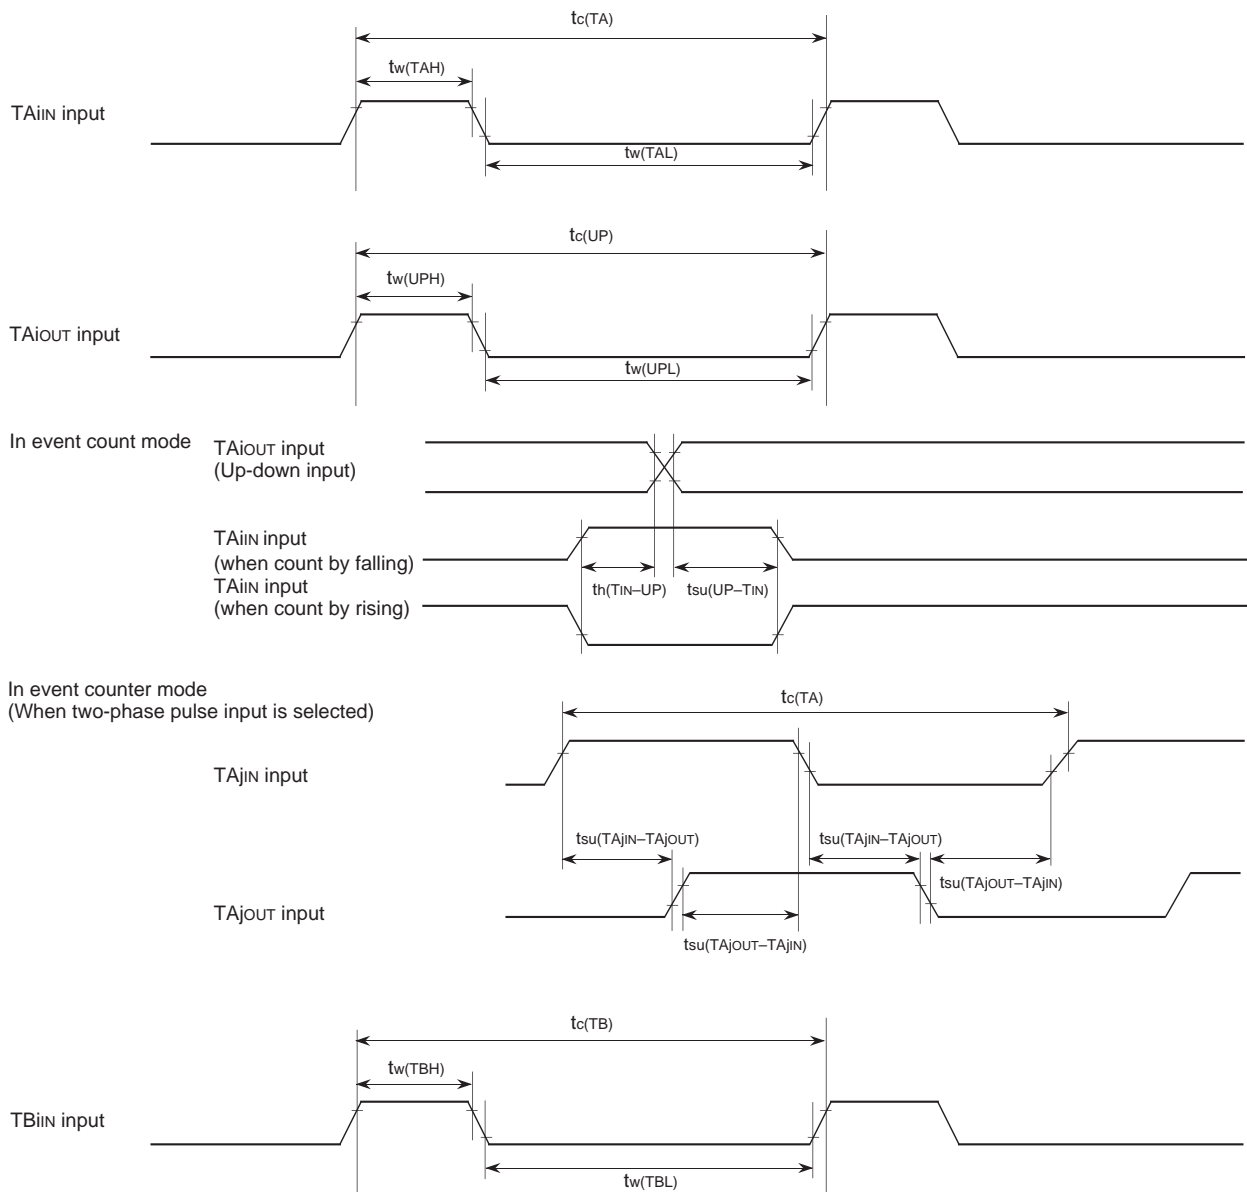 tc(TA)
tw(TAH)
TAiIN input
tw(TAL)
tc(UP)
tw(UPH)
TAiOUT input
tw(UPL)
In event count mode
TAiOUT input
(Up-down input)
TAiIN input
(when count by falling)
TAiIN input
(when count by rising)
th(TIN–UP)
tsu(UP–TIN)
In event counter mode
(When two-phase pulse input is selected)
tc(TA)
TAjIN input
tsu(TAjIN–TAjOUT)
tsu(TAjIN–TAjOUT)
tsu(TAjOUT–TAjIN)
TAjOUT input
tsu(TAjOUT–TAjIN)
tc(TB)
tw(TBH)
TBiIN input
tw(TBL)